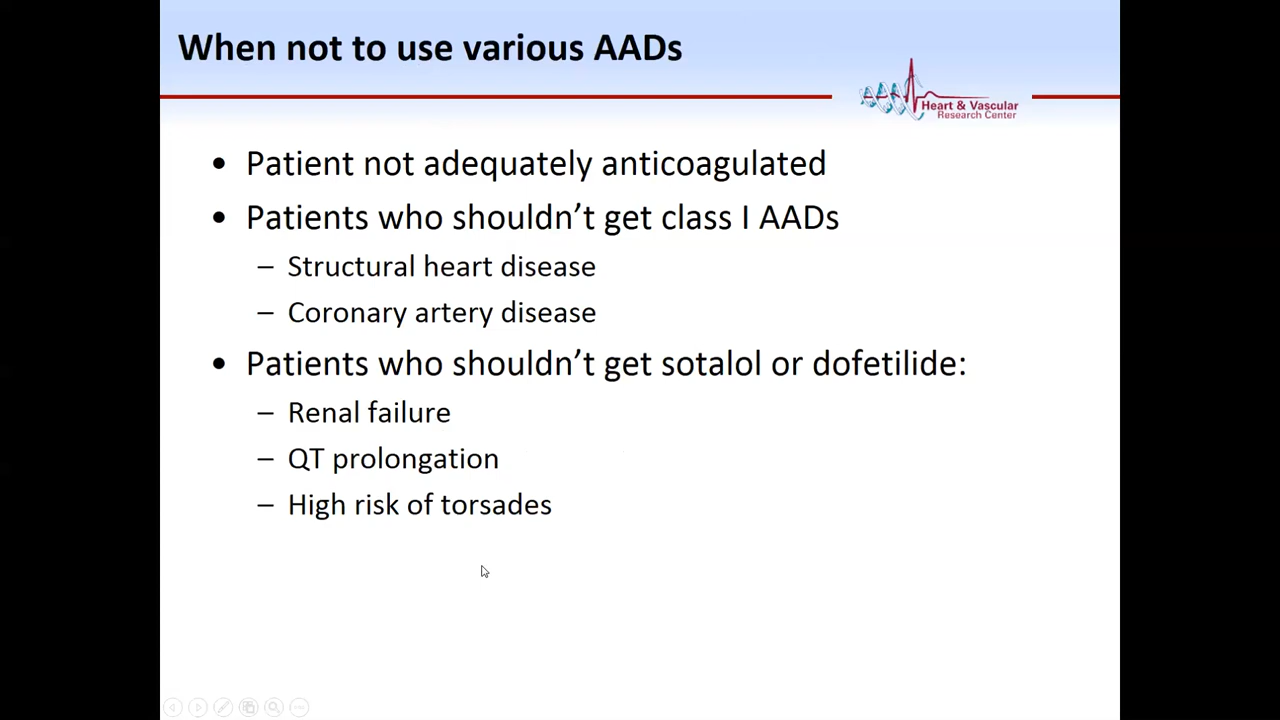 When not to use various AADs
Heart & Vascular
Research Center
• Patient not adequately anticoagulated
• Patients who shouldn’t get class I AADs
– Structural heart disease
– Coronary artery disease
• Patients who shouldn’t get sotalol or dofetilide:
– Renal failure
– QT prolongation
– High risk of torsades